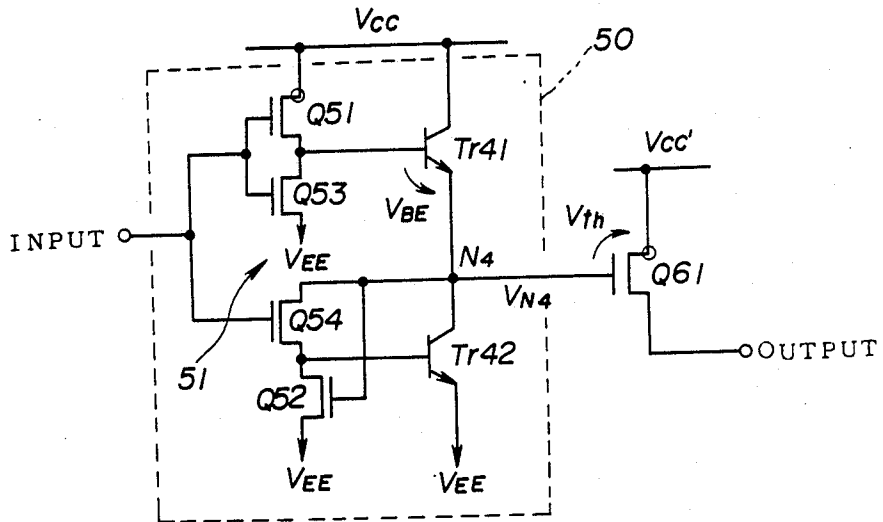 Vcc
50
Q51
Tr41
Vcc'
Q53
VBE
Vth
INPUT
VEE
N4
Q61
VN4
Q54
51
Tr42
OUTPUT
Q52
VEE
VEE